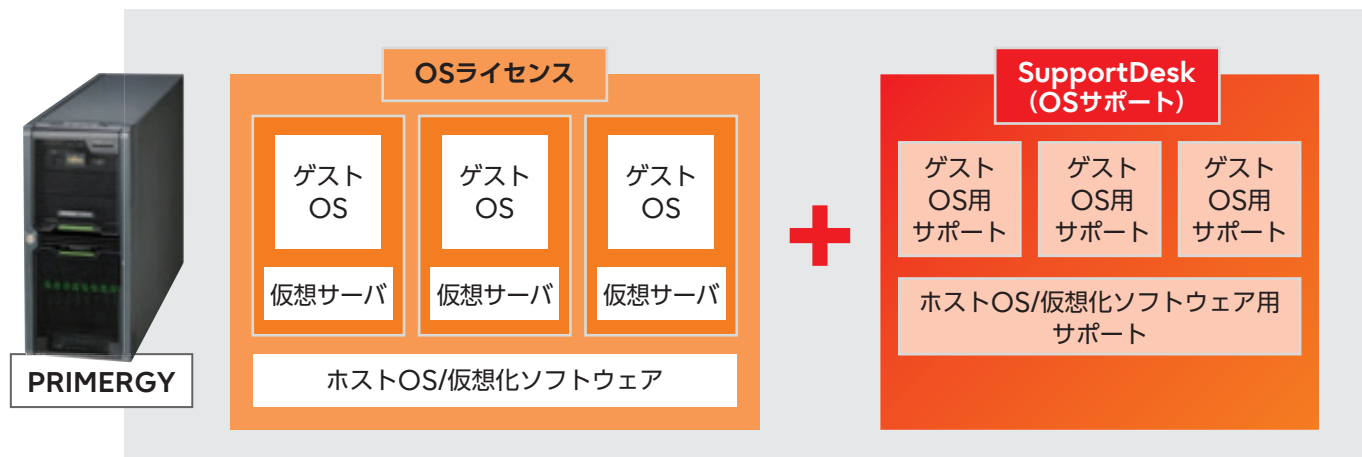 PRIMERGY
OSライセンス
ゲスト
OS
ゲスト
OS
ゲスト
OS
仮想サーバ
仮想サーバ
仮想サーバ
ホストOS/仮想化ソフトウェア
SupportDesk
（OSサポート）
ゲスト
OS用
サポート
ゲスト
OS用
サポート
ゲスト
OS用
サポート
ホストOS/仮想化ソフトウェア用
サポート